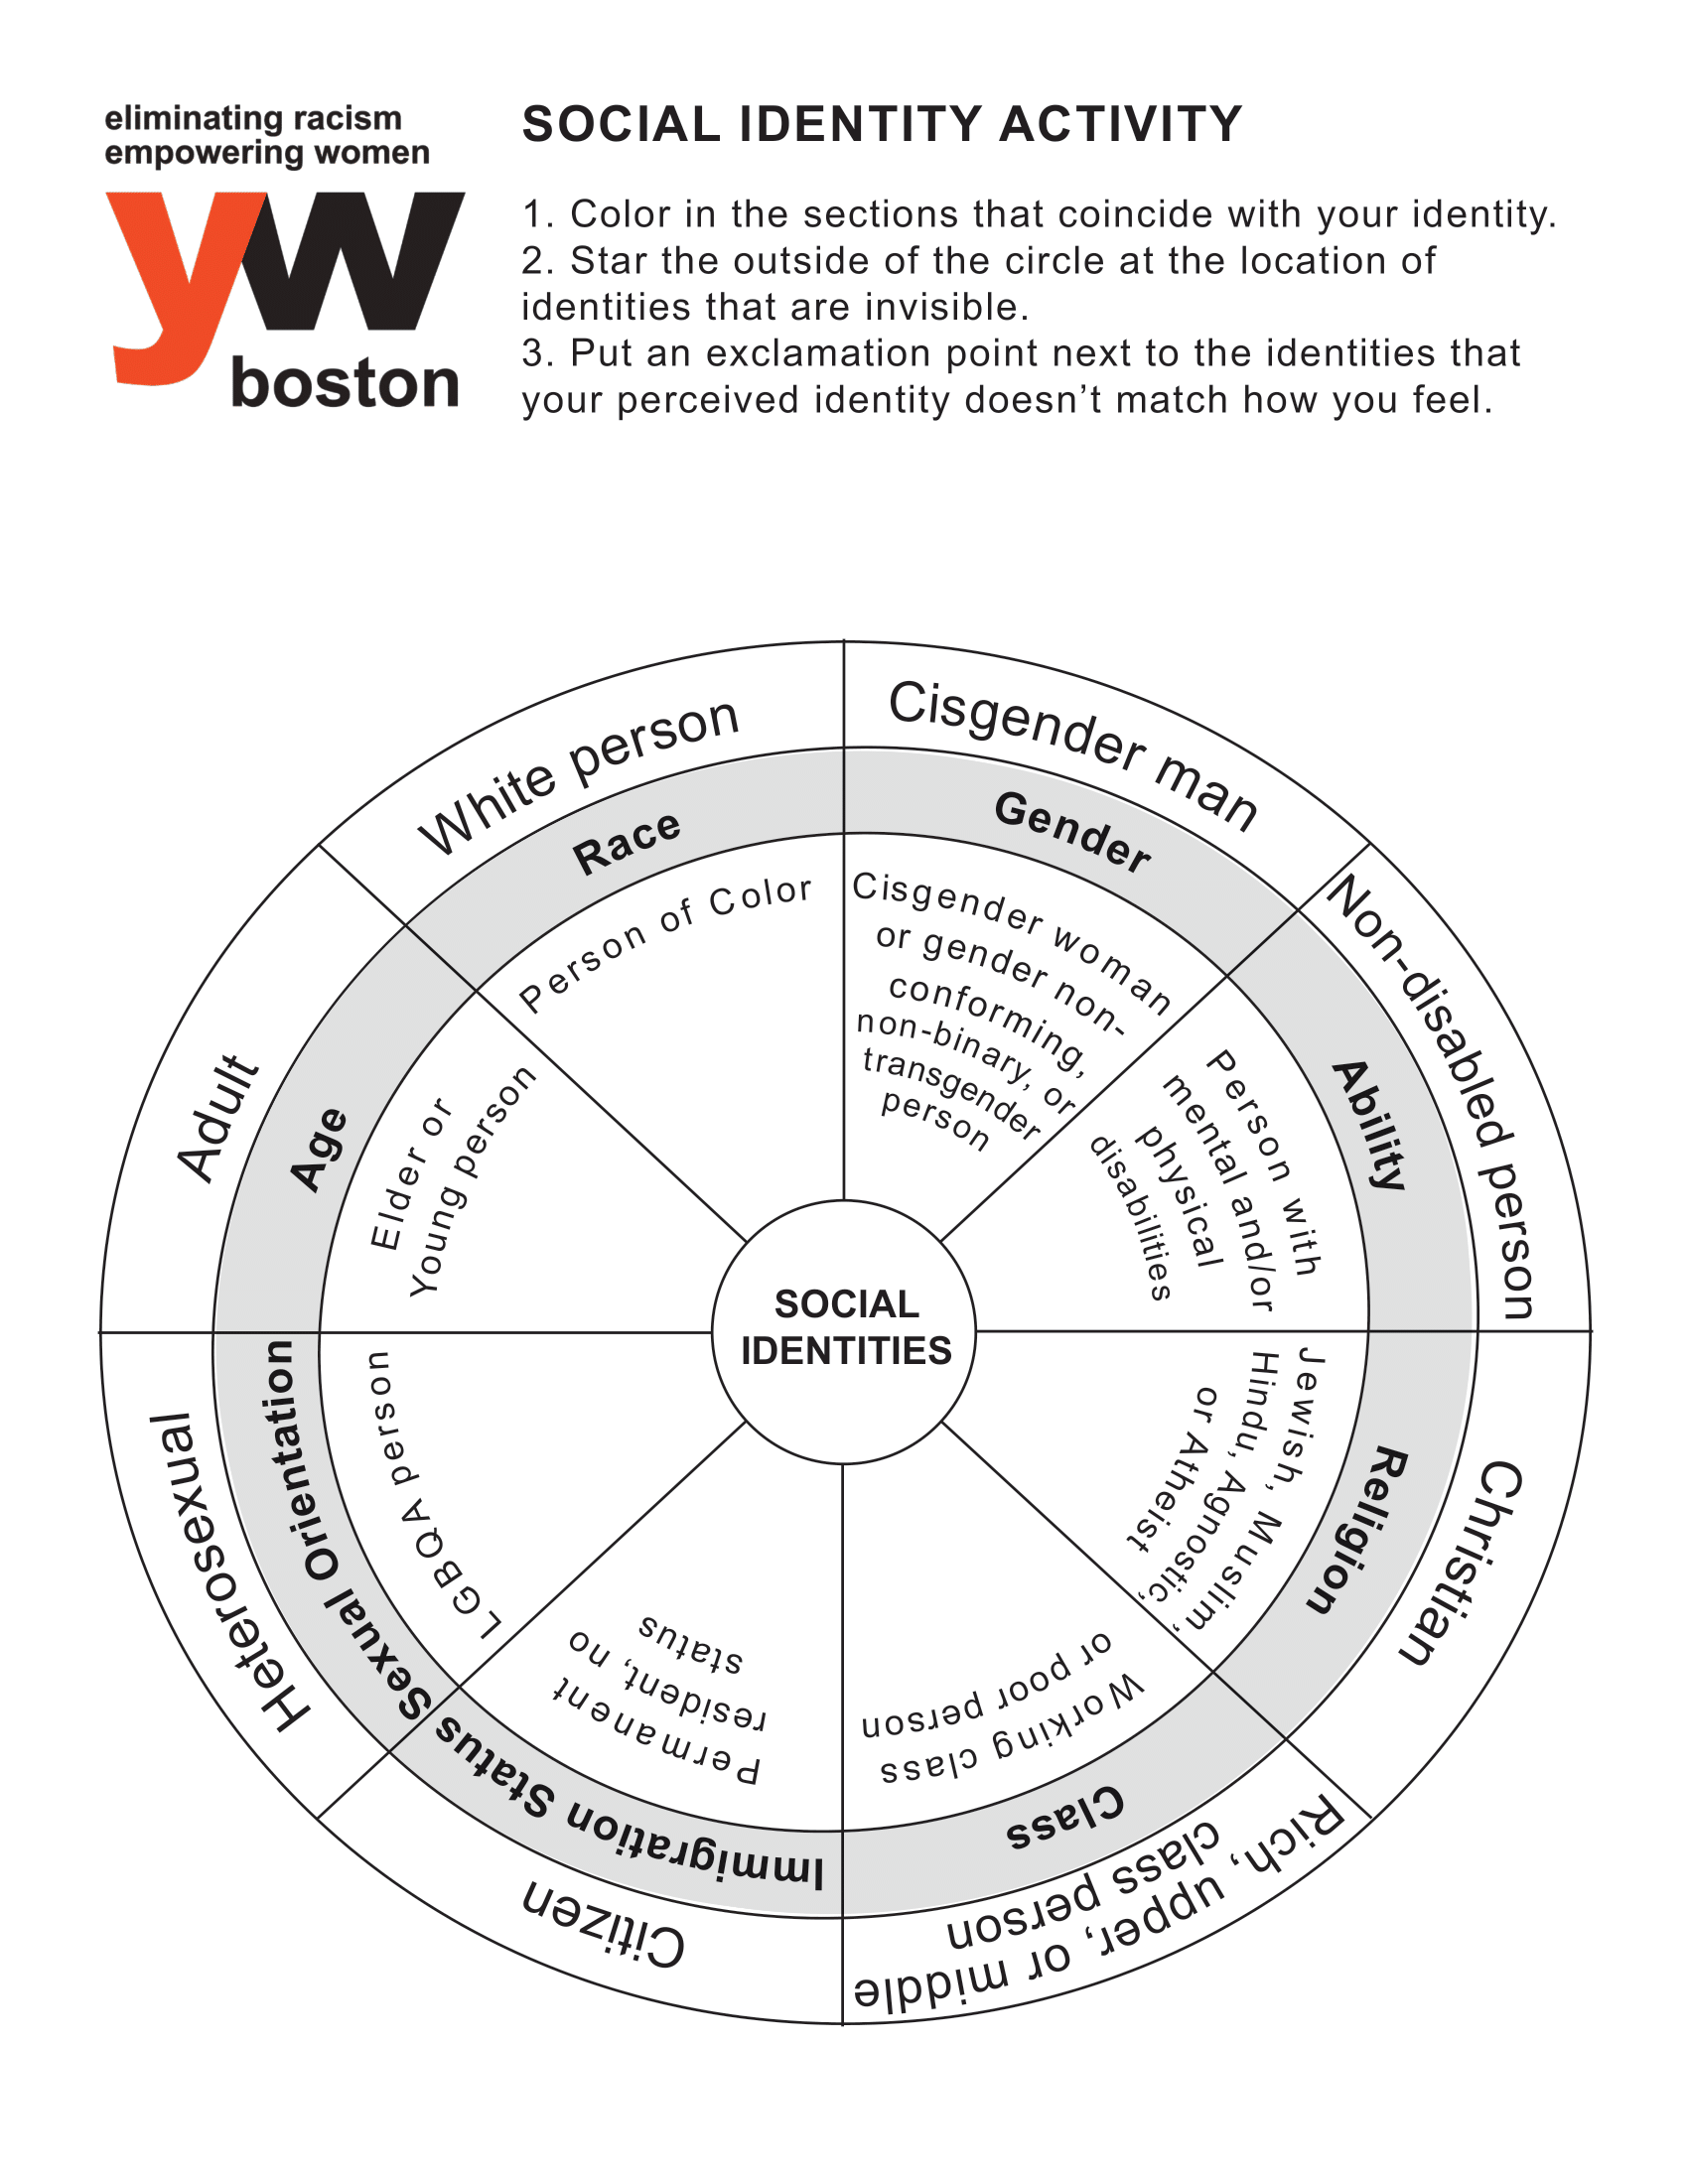 eliminating racism
empowering women
yw
boston
SOCIAL IDENTITY ACTIVITY
1. Color in the sections that coincide with your identity.
2. Star the outside of the circle at the location of
identities that are invisible.
3. Put an exclamation point next to the identities that
your perceived identity doesn’t match how you feel.
White person
Race
Person of Color
Cisgender man
Gender
Cisgender woman
or gender non-
conforming,
non-binary, or
transgender
person
Non-disabled person
Ability
Person with
mental and/or
physical
disabilities
Christian
Religion
Jewish, Muslim,
Hindu, Agnostic,
or Atheist
Rich, upper, or middle
class person
Class
Working class
or poor person
Citizen
Immigration Status
Permanent
resident, no
status
Heterosexual
Sexual Orientation
LGBQA person
Adult
Age
Elder or
Young person
SOCIAL
IDENTITIES